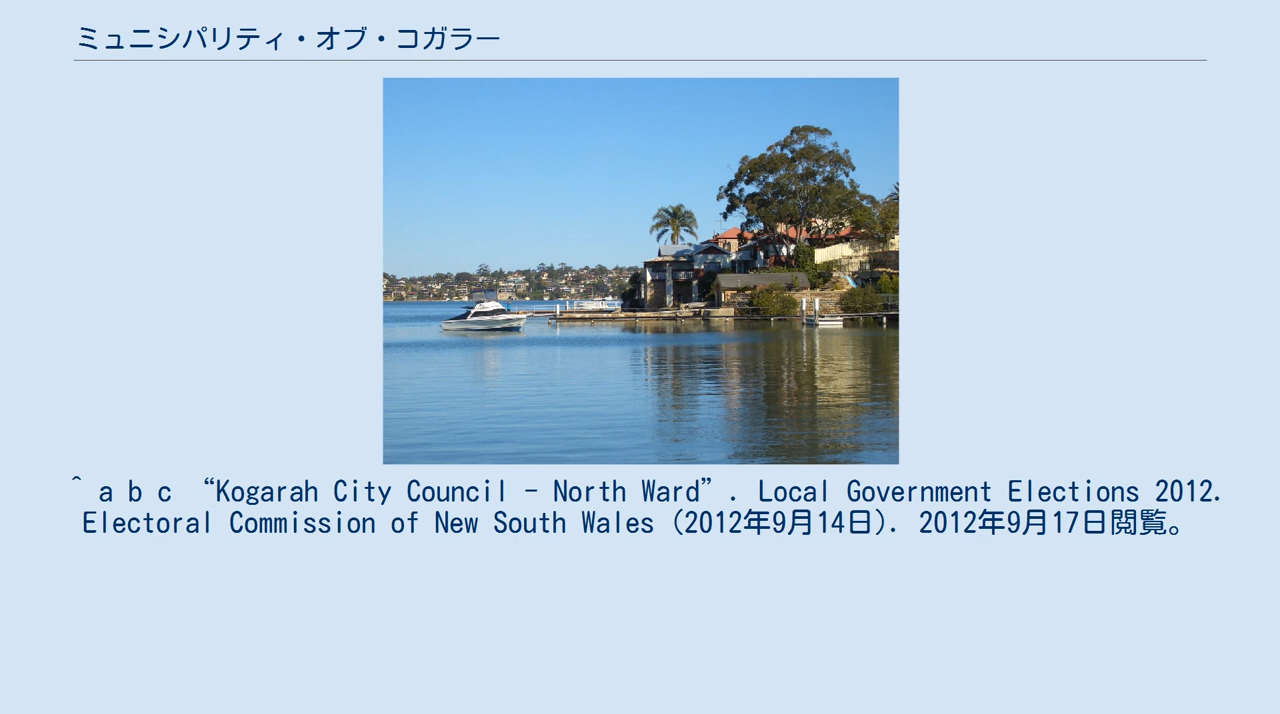 ミュニシパリティ・オブ・コガラー
^ a b c “Kogarah City Council – North Ward”. Local Government Elections 2012.
Electoral Commission of New South Wales (2012年9月14日). 2012年9月17日閲覧。